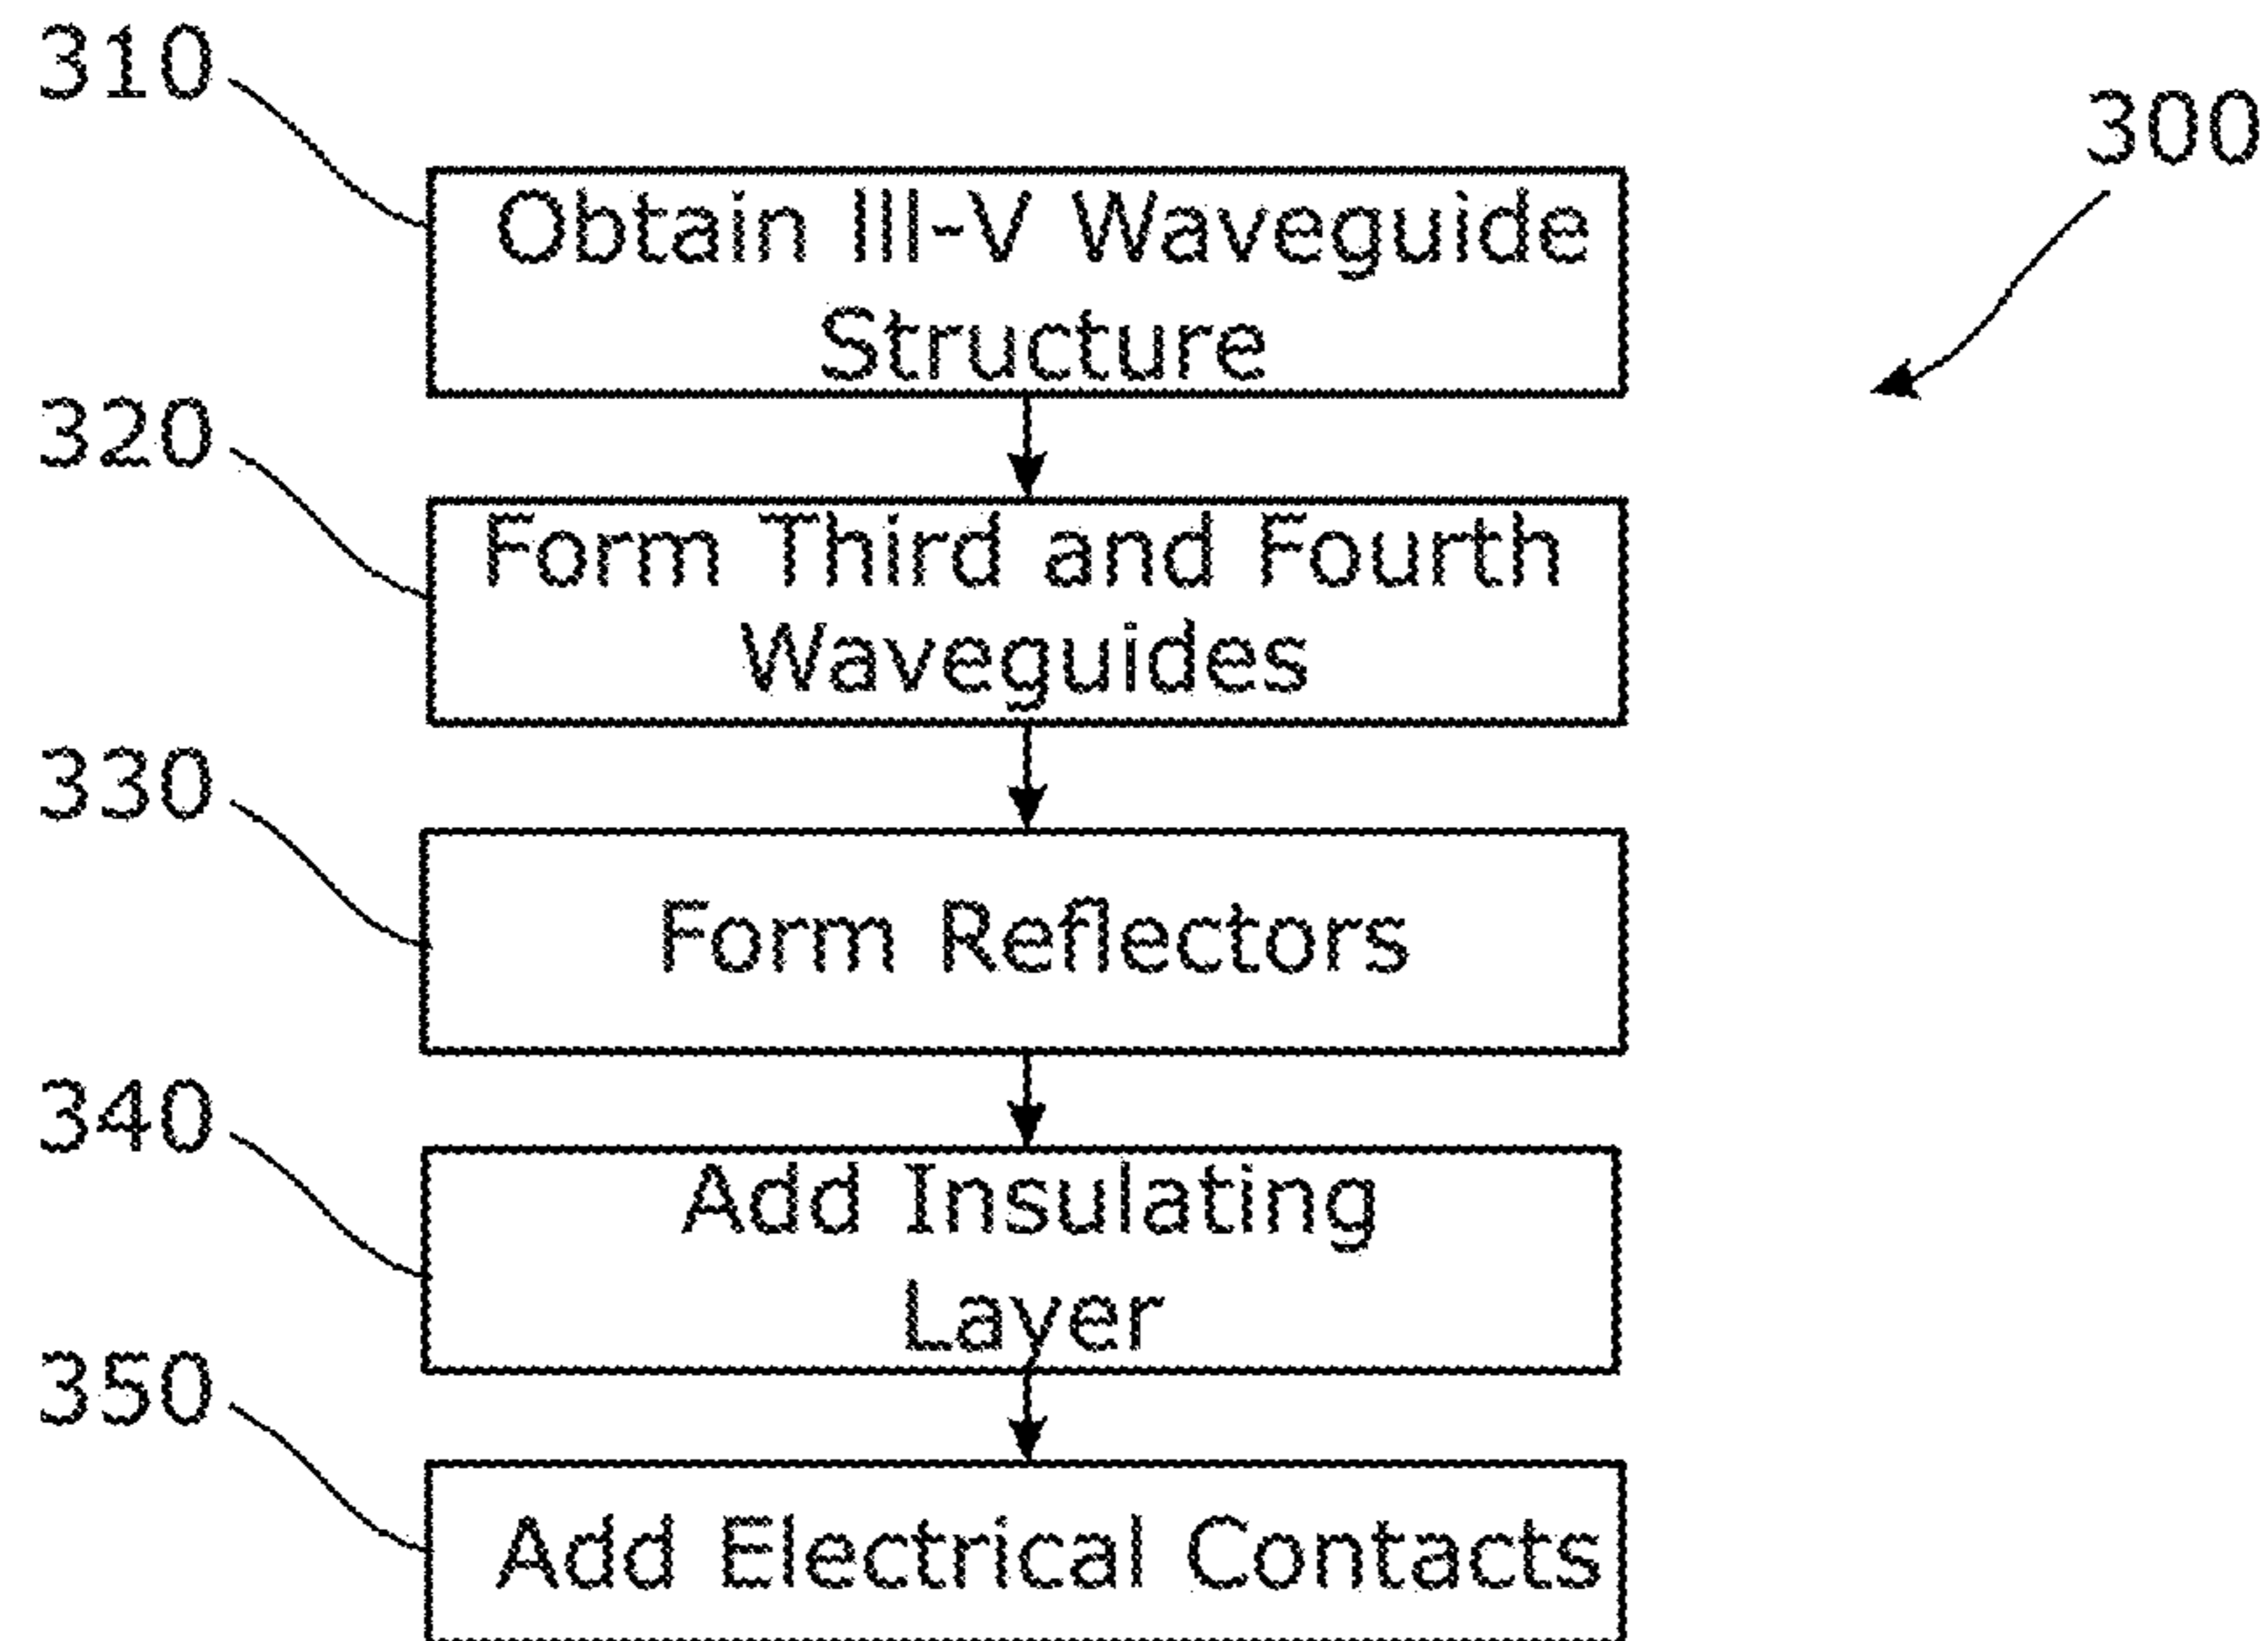 310
300
Obtain III-V Waveguide
Structure
320
Form Third and Fourth
Waveguides
330
Form Reflectors
340
Add Insulating
Layer
350
Add Electrical Contacts